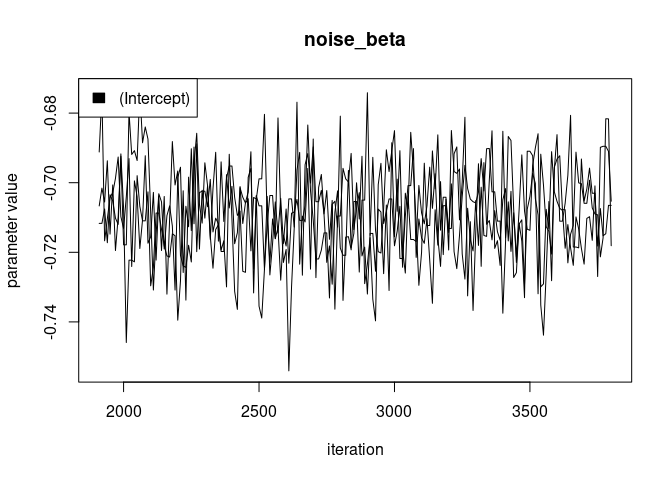 noise_beta
(Intercept)
-0.68
-0.70
-0.72
-0.74
parameter value
2000
2500
3000
3500
iteration